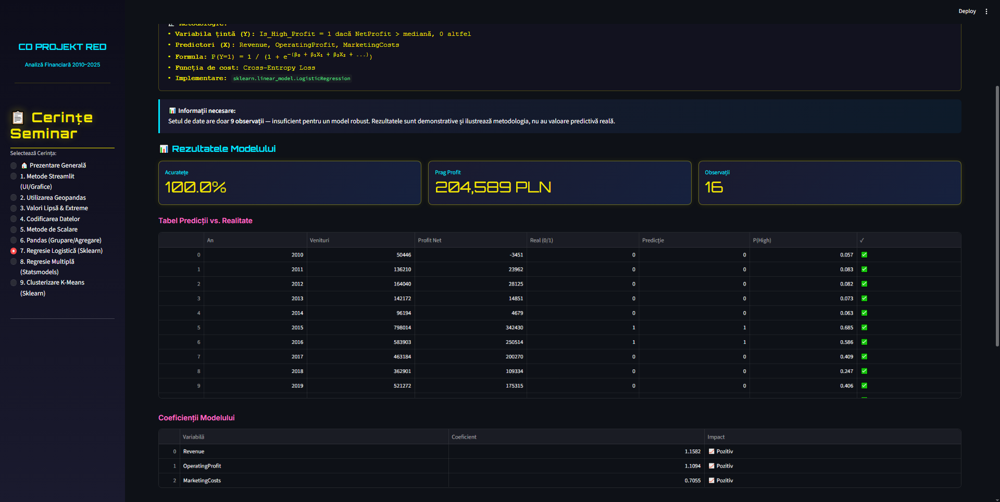 Deploy
CD PROJEKT RED
Analiză Financiară 2010-2025
📋 Cerințe
Seminar
Selectează Cerința:
🏠 Prezentare Generală
1. Metode Streamlit
(UI/Grafice)
2. Utilizarea Geopandas
3. Valori Lipsă & Extreme
4. Codificarea Datelor
5. Metode de Scalare
6. Pandas (Grupare/Agregare)
7. Regresie Logistică (Sklearn)
8. Regresie Multiplă
(Statsmodels)
9. Clusterizare K-Means
(Sklearn)
Metodologie:
• Variabila țintă (Y): Is_High_Profit = 1 dacă NetProfit > mediană, 0 altfel
• Predictori (X): Revenue, OperatingProfit, MarketingCosts
• Formula: P(Y=1) = 1 / (1 + e^-(β₀ + β₁X₁ + β₂X₂ + ...))
• Funcția de cost: Cross-Entropy Loss
• Implementare: sklearn.linear_model.LogisticRegression
📊 Informații necesare:
Setul de date are doar 9 observații — insuficient pentru un model robust. Rezultatele sunt demonstrative și ilustrează metodologia, nu au valoare predictivă reală.
📊 Rezultatele Modelului
Acuratețe
100.0%
Prag Profit
204,589 PLN
Observații
16
Tabel Predicții vs. Realitate
An Venituri Profit Net Real (0/1) Predicție P(High) ✓
0 2010 50446 -3451 0 0 0.057 ✅
1 2011 136210 23962 0 0 0.083 ✅
2 2012 164040 28125 0 0 0.082 ✅
3 2013 142172 14851 0 0 0.073 ✅
4 2014 96194 4679 0 0 0.063 ✅
5 2015 798014 342430 1 1 0.685 ✅
6 2016 583903 250514 1 1 0.586 ✅
7 2017 463184 200270 0 0 0.409 ✅
8 2018 362901 109334 0 0 0.247 ✅
9 2019 521272 175315 0 0 0.406 ✅
Coeficienții Modelului
Variabilă Coeficient Impact
0 Revenue 1.1582 📈 Pozitiv
1 OperatingProfit 1.1094 📈 Pozitiv
2 MarketingCosts 0.7055 📈 Pozitiv